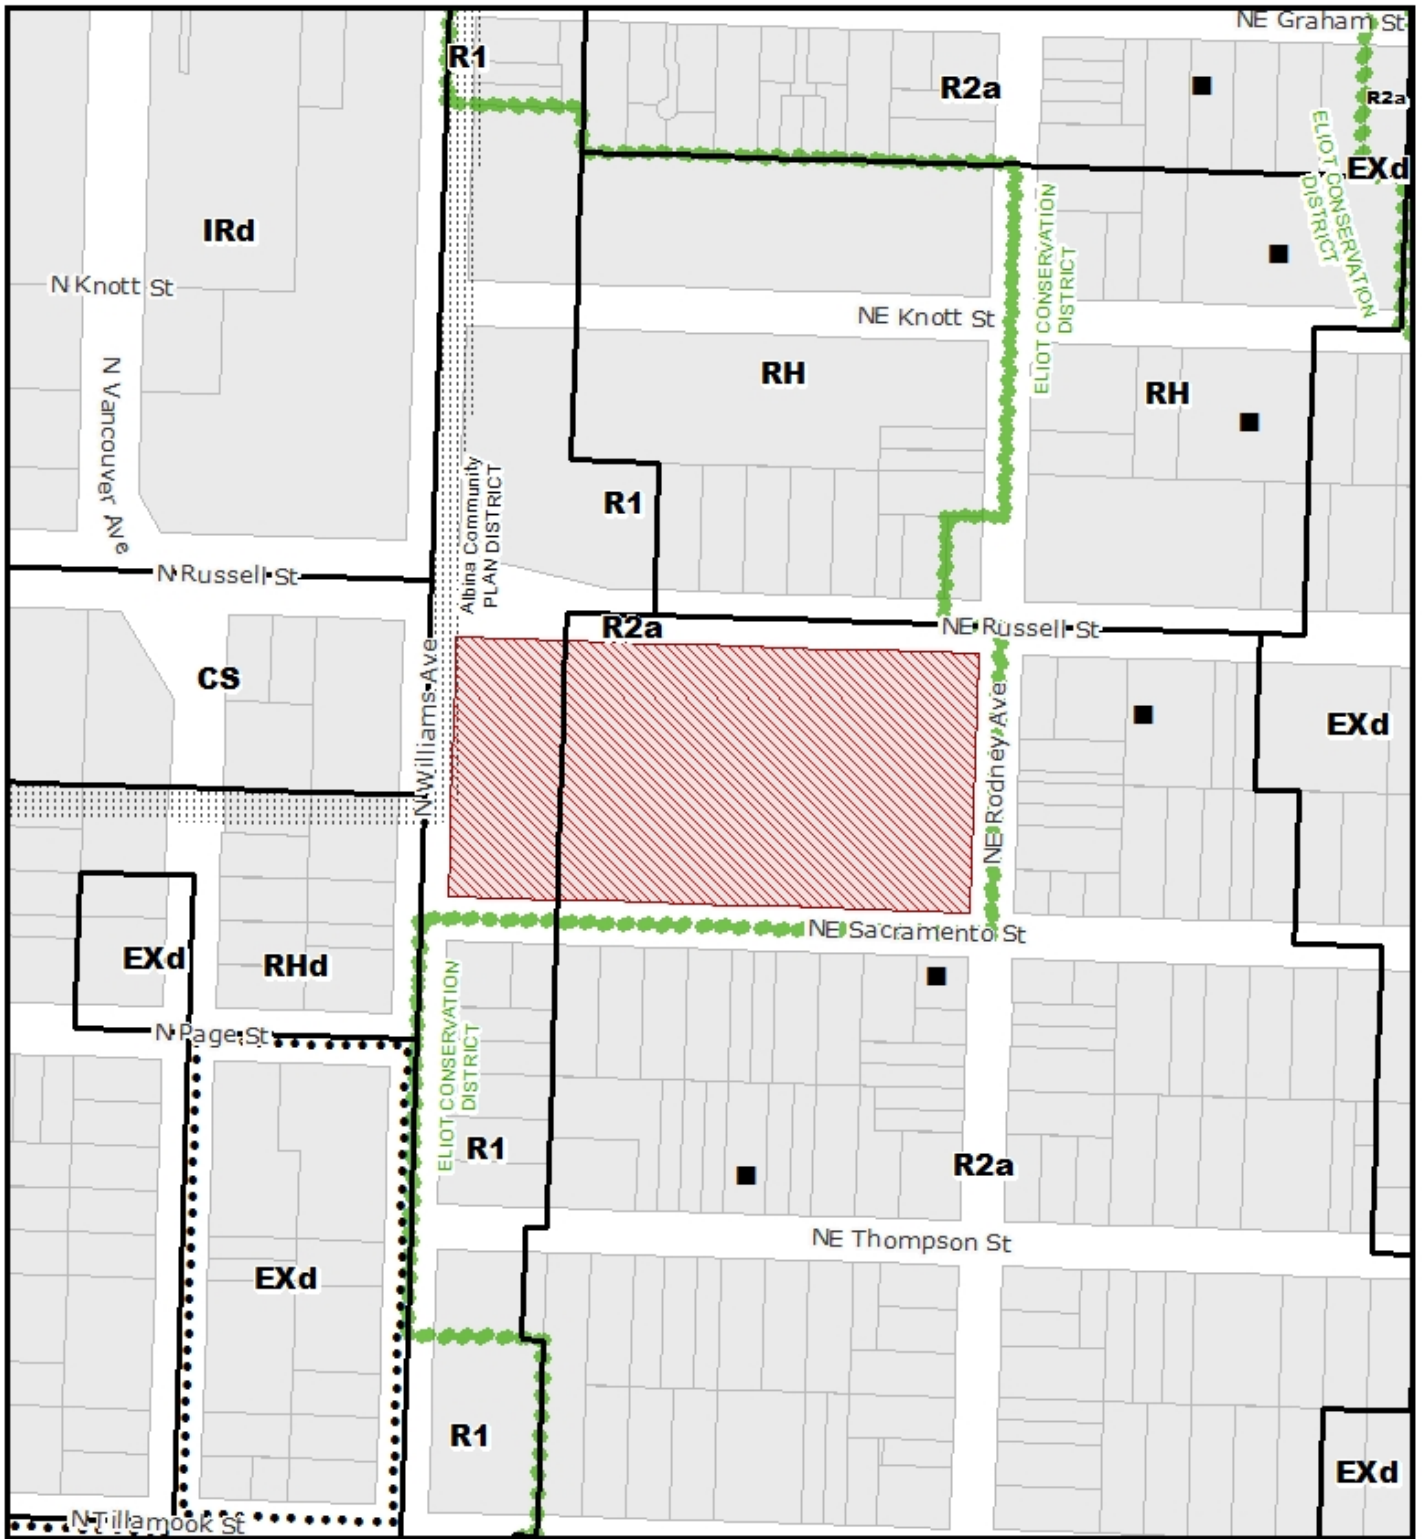 NE Graham St
R1
R2a
R2a
ELIOT CONSERVATION
DISTRICT
EXd
IRd
ELIOT CONSERVATION
DISTRICT
N Knott St
NE Knott St
RH
RH
N Vancouver Ave
R1
Albina Community
PLAN DISTRICT
N Russell St
R2a
NE Russell St
CS
N Williams Ave
NE Rodney Ave
EXd
NE Sacramento St
EXd
RHd
ELIOT CONSERVATION
DISTRICT
N Page St
R1
R2a
NE Thompson St
EXd
R1
EXd
N Tillamook St